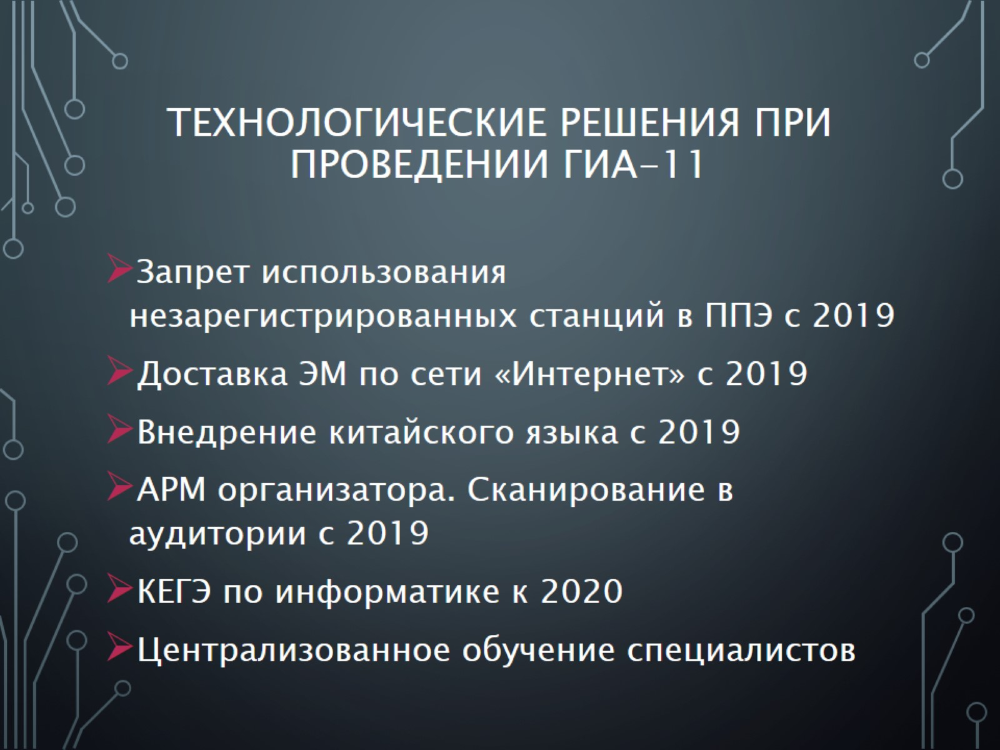 ТЕХНОЛОГИЧЕСКИЕ РЕШЕНИЯ ПРИ
ПРОВЕДЕНИИ ГИА-11
Запрет использования
незарегистрированных станций в ППЭ с 2019
Доставка ЭМ по сети «Интернет» с 2019
Внедрение китайского языка с 2019
АРМ организатора. Сканирование в
аудитории с 2019
КЕГЭ по информатике к 2020
Централизованное обучение специалистов